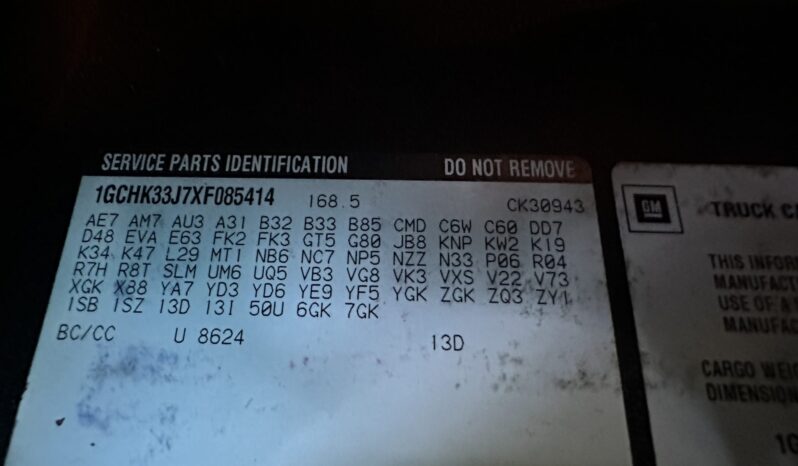 SERVICE PARTS IDENTIFICATION DO NOT REMOVE
1GCHK33J7XF085414 168.5 CK30943
AE7 AM7 AU3 A31 B32 B33 B85 CMD C6W C60 DD7
D48 EVA E63 FK2 FK3 GT5 G80 JB8 KNP KW2 K19
K34 K47 L29 MT1 NB6 NC7 NP5 NZZ N33 P06 R04
R7H R8T SLM UM6 UQ5 VB3 VG8 VK3 VXS V22 V73
XGK X88 YA7 YD3 YD6 YE9 YF5 YGK ZGK ZQ3 ZY1
1SB 1SZ 13D 13I 50U 6GK 7GK
BC/CC U 8624 13D
GM
TRUCK
THIS
MANUFACT
USE OF A
MANUFAC
CARGO WEI
DIMENSION
1G